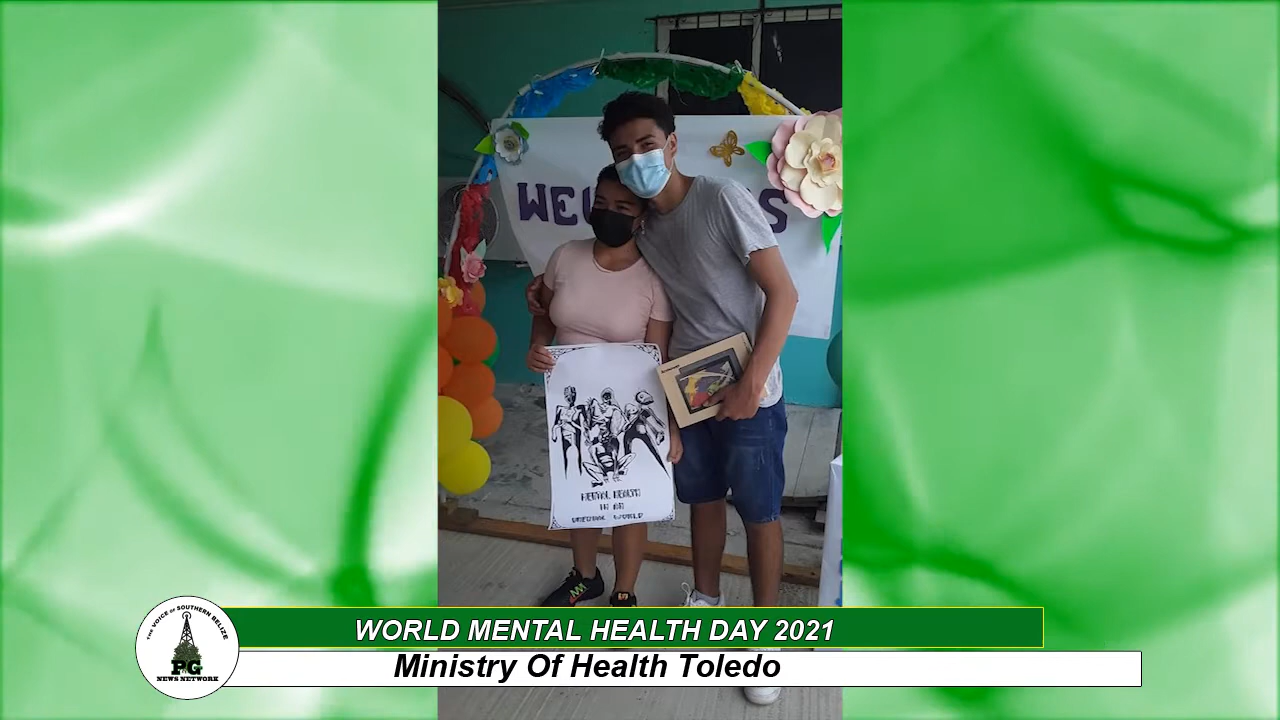 WE
S
MENTAL HEALTH
IN AN
UNEQUAL WORLD
WORLD MENTAL HEALTH DAY 2021
Ministry Of Health Toledo
THE VOICE OF SOUTHERN BELIZE
PG
NEWS NETWORK